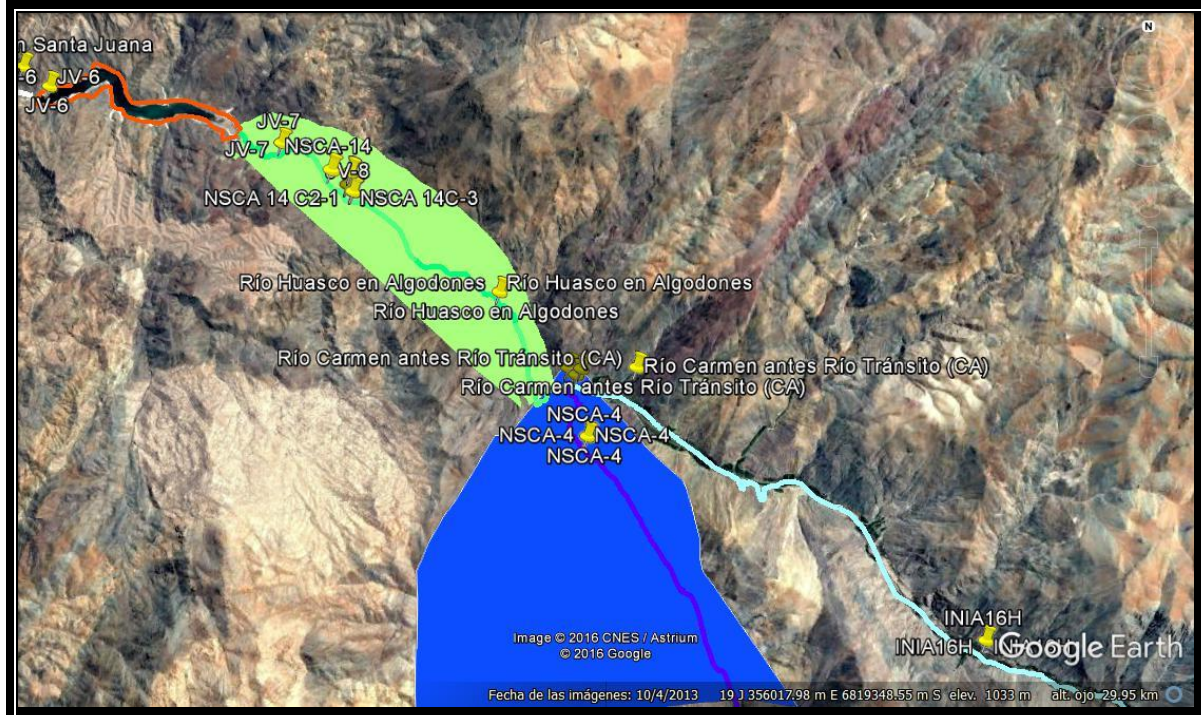 N
n Santa Juana
-6
JV-6
JV-6
JV-7
JV-7
NSCA-14
V-8
NSCA 14 C2-1
NSCA 14C-3
Río Huasco en Algodones
Río Huasco en Algodones
Río Huasco en Algodones
Río Carmen antes Río Tránsito (CA)
Río Carmen antes Río Tránsito (CA)
Río Carmen antes Río Tránsito (CA)
NSCA-4
NSCA-4
NSCA-4
NSCA-4
INIA16H
INIA16H
Google Earth
Image © 2016 CNES / Astrium
© 2016 Google
Fecha de las imágenes: 10/4/2013 19 J 356017.98 m E 6819348.55 m S elev. 1033 m alt. ojo 29.95 km